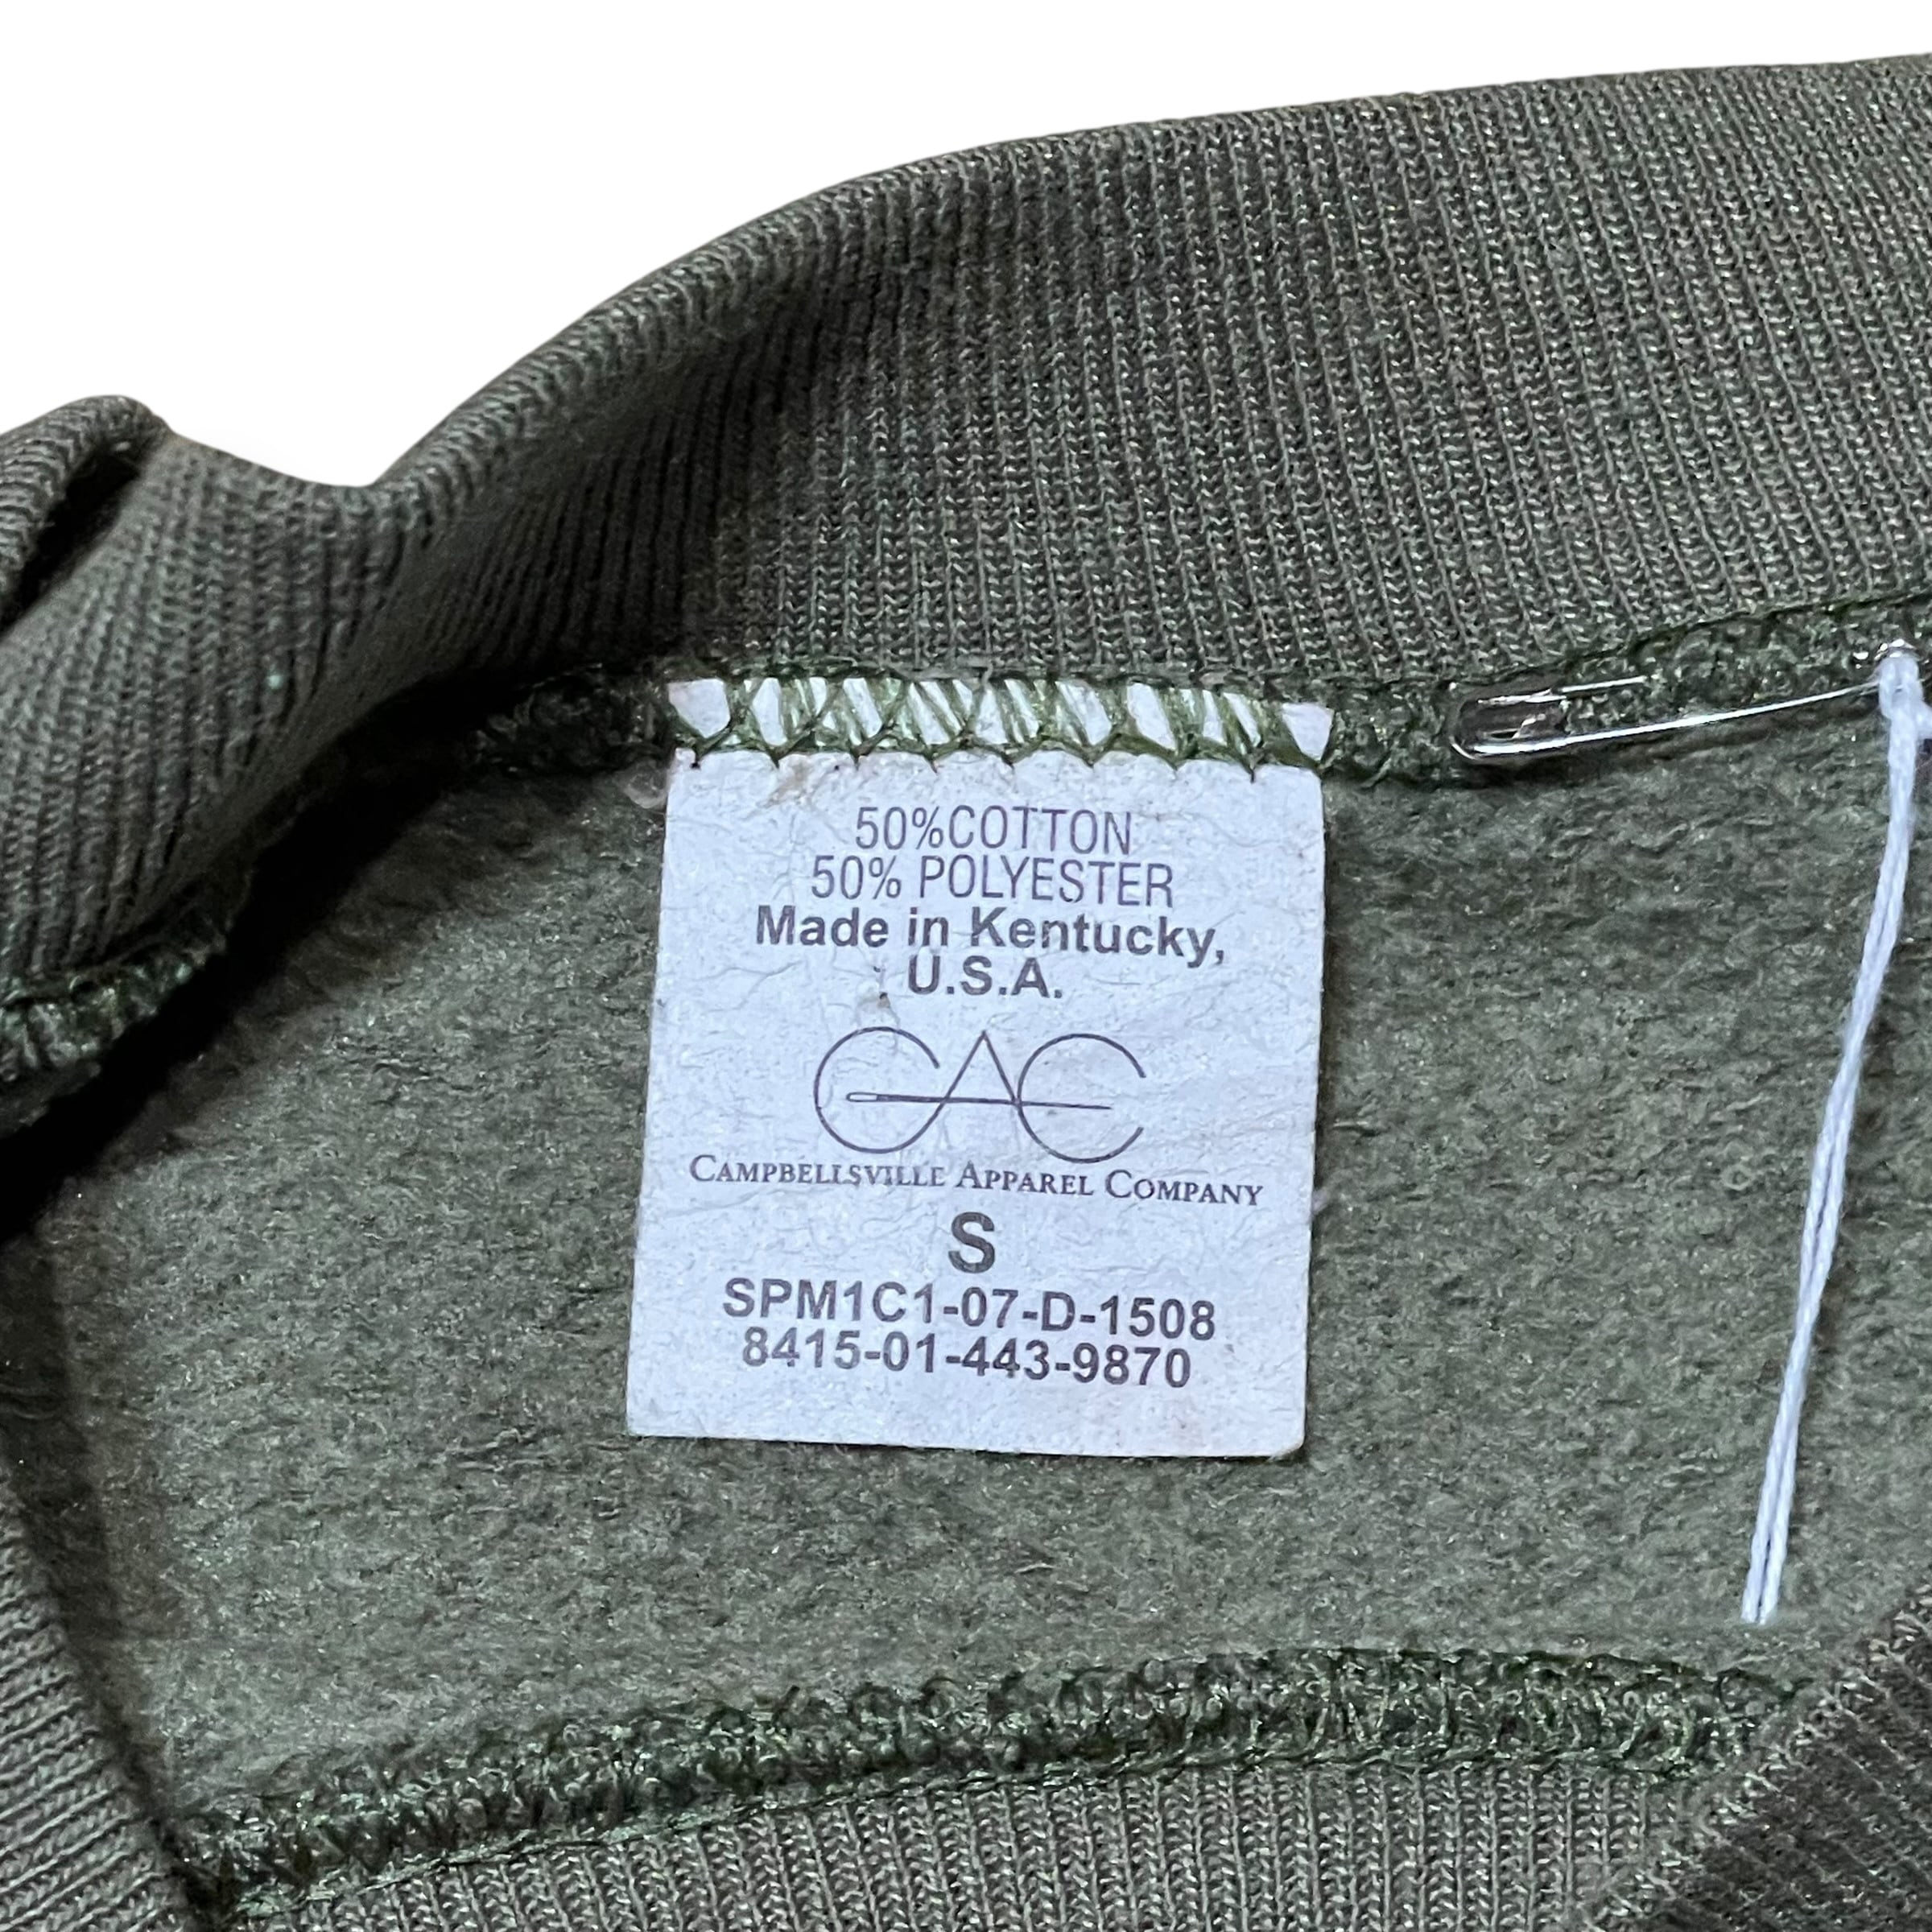 50%COTTON
50% POLYESTER
Made in Kentucky,
U.S.A.
CAC
CAMPBELLSVILLE APPAREL COMPANY
S
SPM1C1-07-D-1508
8415-01-443-9870